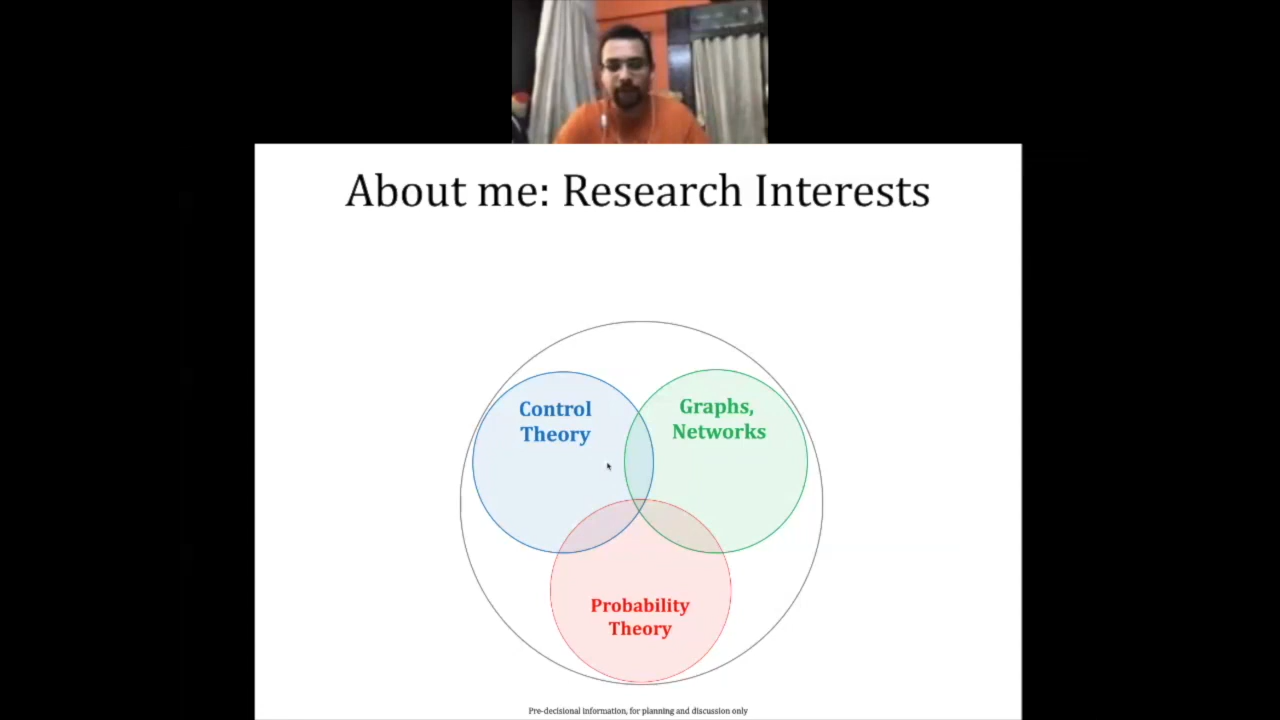 About me: Research Interests
Control
Theory
Graphs,
Networks
Probability
Theory
Pre-decisional information, for planning and discussion only